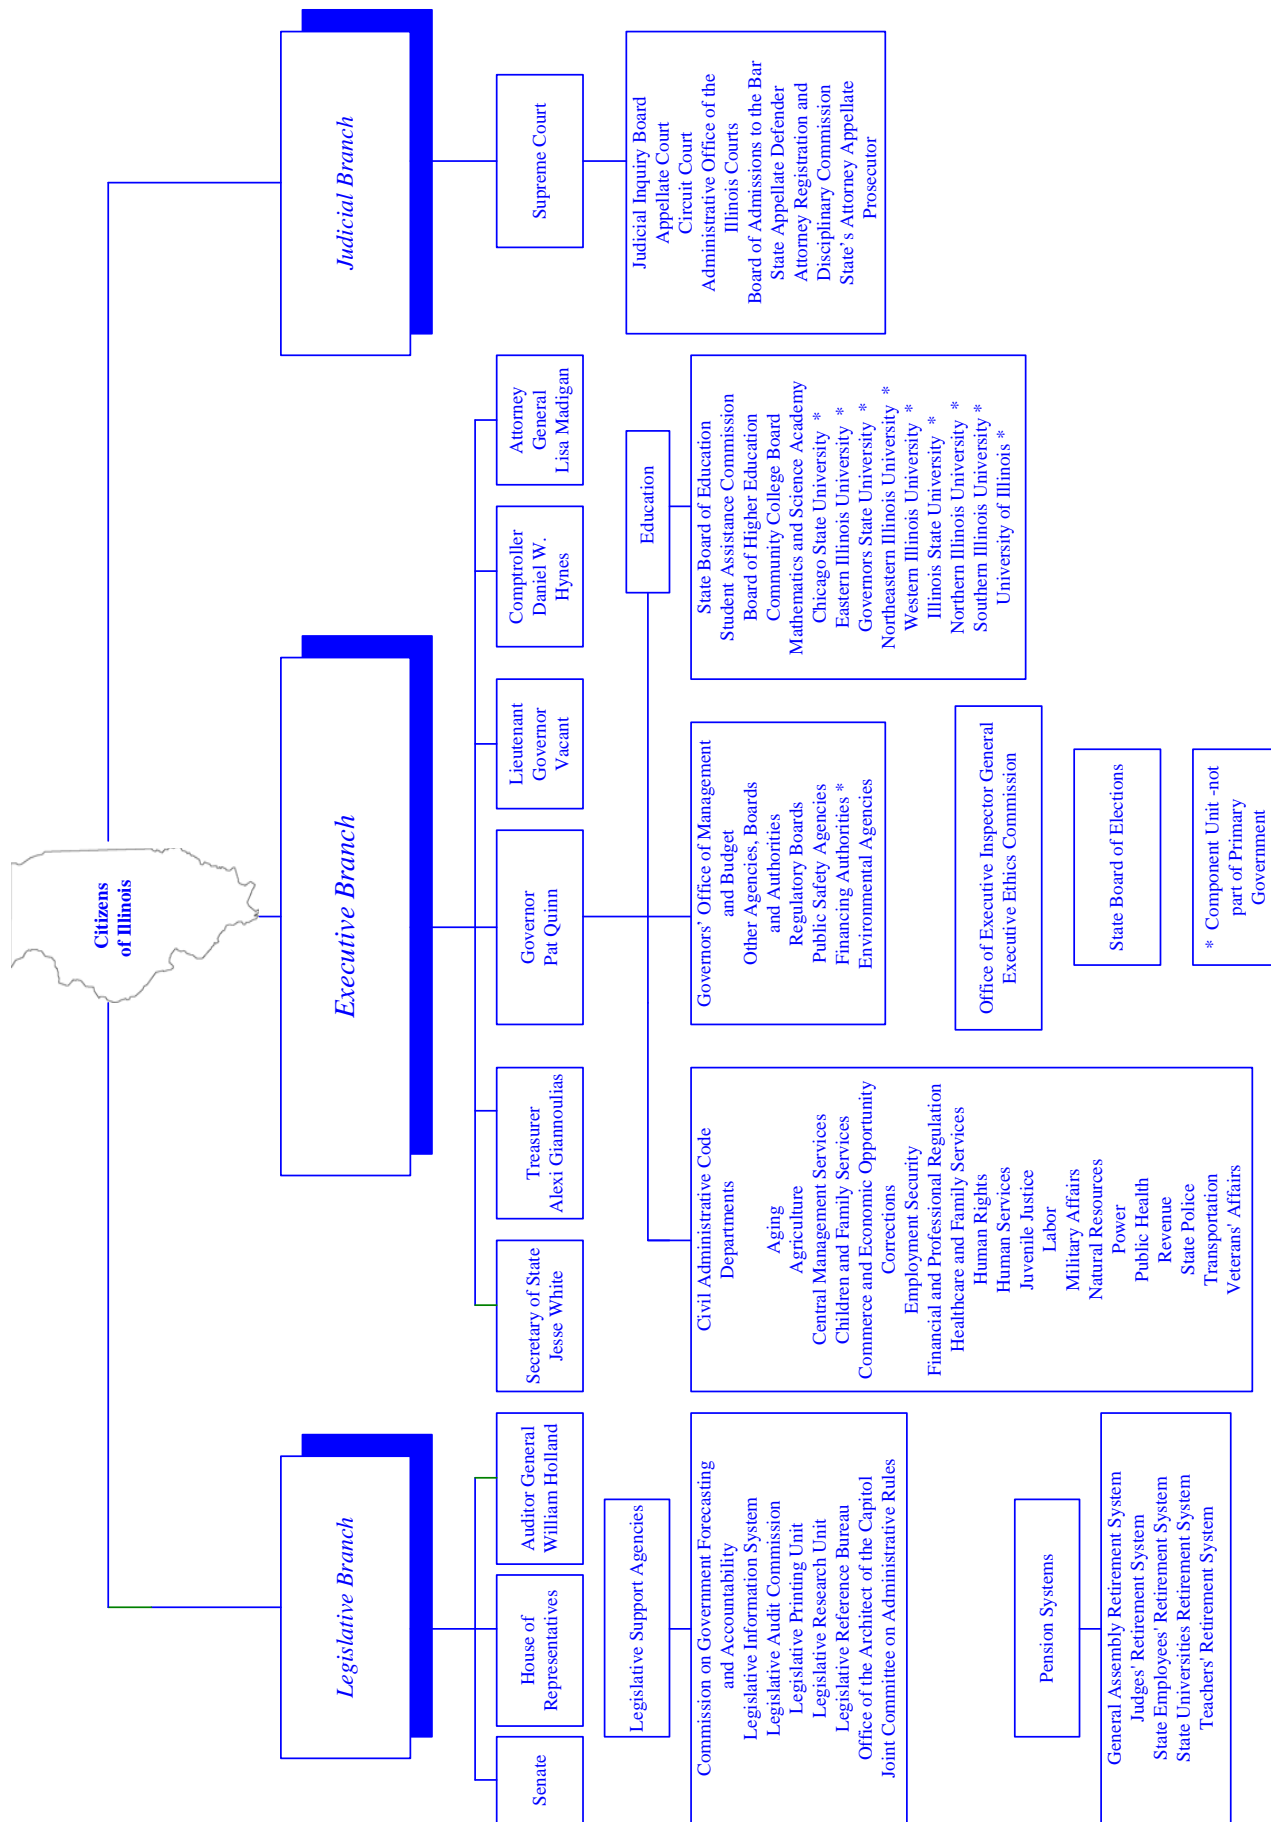 Citizens
of Illinois
Legislative Branch
Executive Branch
Judicial Branch
Senate
House of
Representatives
Auditor General
William Holland
Secretary of State
Jesse White
Treasurer
Alexi Giannoulias
Governor
Pat Quinn
Lieutenant
Governor
Vacant
Comptroller
Daniel W.
Hynes
Attorney
General
Lisa Madigan
Supreme Court
Legislative Support Agencies
Commission on Government Forecasting
and Accountability
Legislative Information System
Legislative Audit Commission
Legislative Printing Unit
Legislative Research Unit
Legislative Reference Bureau
Office of the Architect of the Capitol
Joint Committee on Administrative Rules
Pension Systems
General Assembly Retirement System
Judges' Retirement System
State Employees' Retirement System
State Universities Retirement System
Teachers' Retirement System
Civil Administrative Code
Departments
Aging
Agriculture
Central Management Services
Children and Family Services
Commerce and Economic Opportunity
Corrections
Employment Security
Financial and Professional Regulation
Healthcare and Family Services
Human Rights
Human Services
Juvenile Justice
Labor
Military Affairs
Natural Resources
Power
Public Health
Revenue
State Police
Transportation
Veterans' Affairs
Governors’ Office of Management
and Budget
Other Agencies, Boards
and Authorities
Regulatory Boards
Public Safety Agencies
Financing Authorities *
Environmental Agencies
Office of Executive Inspector General
Executive Ethics Commission
State Board of Elections
* Component Unit -not
part of Primary
Government
Education
State Board of Education
Student Assistance Commission
Board of Higher Education
Community College Board
Mathematics and Science Academy
Chicago State University *
Eastern Illinois University *
Governors State University *
Northeastern Illinois University *
Western Illinois University *
Illinois State University *
Northern Illinois University *
Southern Illinois University *
University of Illinois *
Judicial Inquiry Board
Appellate Court
Circuit Court
Administrative Office of the
Illinois Courts
Board of Admissions to the Bar
State Appellate Defender
Attorney Registration and
Disciplinary Commission
State’s Attorney Appellate
Prosecutor